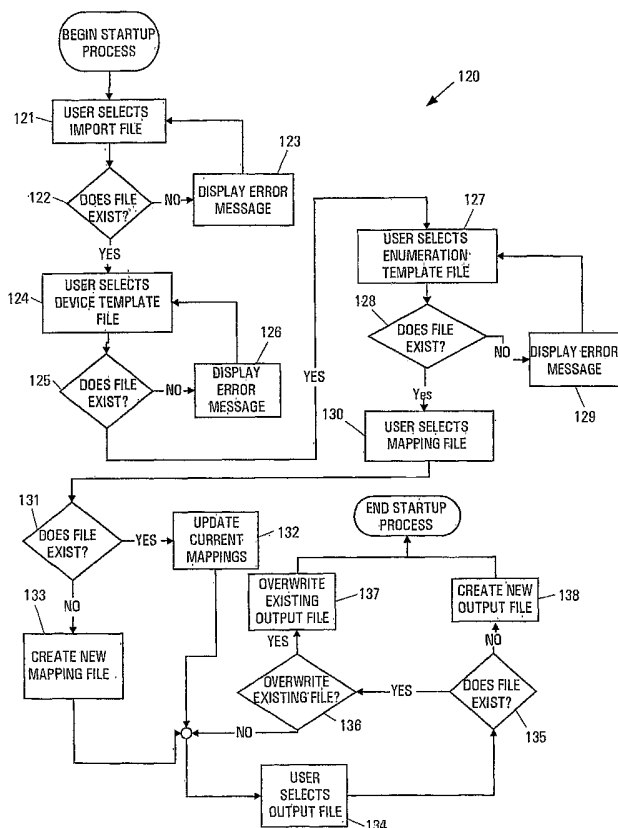 BEGIN STARTUP
PROCESS
120
121
USER SELECTS
IMPORT FILE
123
DISPLAY ERROR
MESSAGE
122
DOES FILE
EXIST?
NO
YES
124
USER SELECTS
DEVICE TEMPLATE
FILE
126
DISPLAY
ERROR
MESSAGE
125
DOES FILE
EXIST?
NO
YES
127
USER SELECTS
ENUMERATION
TEMPLATE FILE
128
DOES FILE
EXIST?
NO
DISPLAY ERROR
MESSAGE
129
Yes
130
USER SELECTS
MAPPING FILE
131
DOES FILE
EXIST?
YES
UPDATE
CURRENT
MAPPINGS
132
NO
133
CREATE NEW
MAPPING FILE
END STARTUP
PROCESS
OVERWRITE
EXISTING
OUTPUT FILE
137
CREATE NEW
OUTPUT FILE
138
YES
NO
OVERWRITE
EXISTING FILE?
136
YES
DOES FILE
EXIST?
135
NO
USER
SELECTS
OUTPUT FILE
134